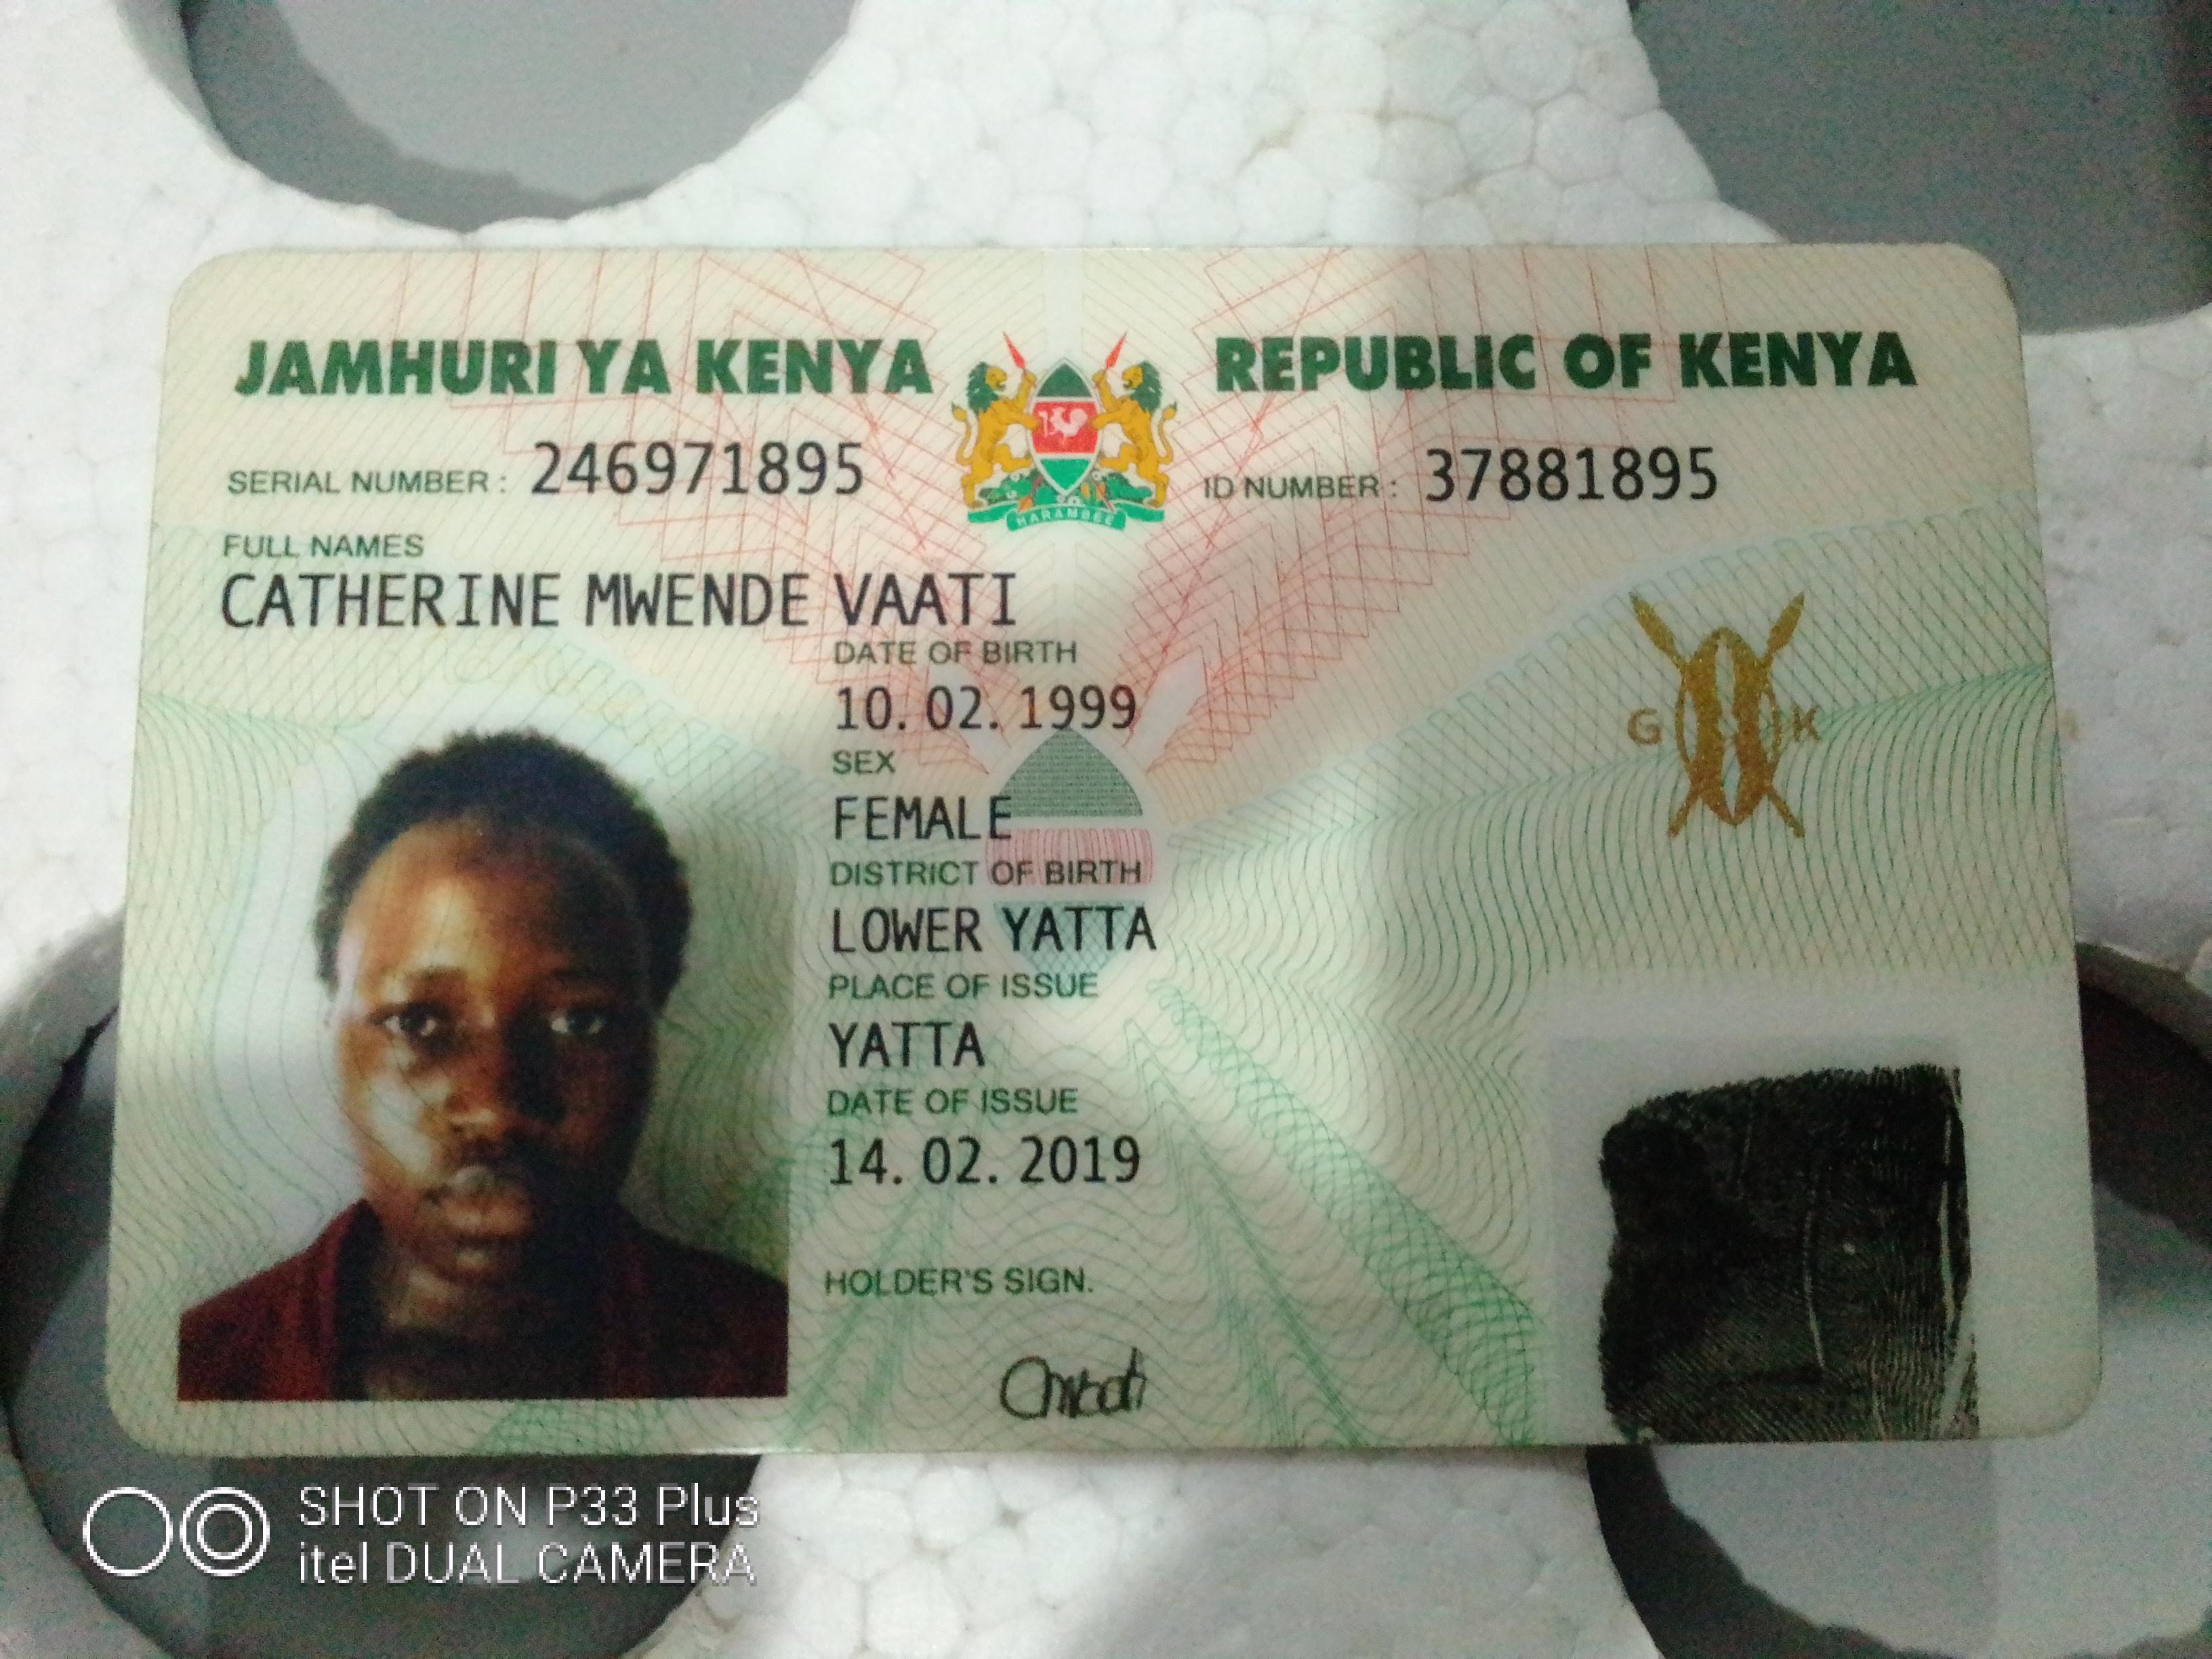 JAMHURI YA KENYA REPUBLIC OF KENYA
HARAMBEE
SERIAL NUMBER : 246971895 ID NUMBER : 37881895
FULL NAMES
CATHERINE MWENDE VAATI
DATE OF BIRTH
10. 02. 1999
SEX
FEMALE
G K
DISTRICT OF BIRTH
LOWER YATTA
PLACE OF ISSUE
YATTA
DATE OF ISSUE
14. 02. 2019
HOLDER'S SIGN.
SHOT ON P33 Plus
itel DUAL CAMERA